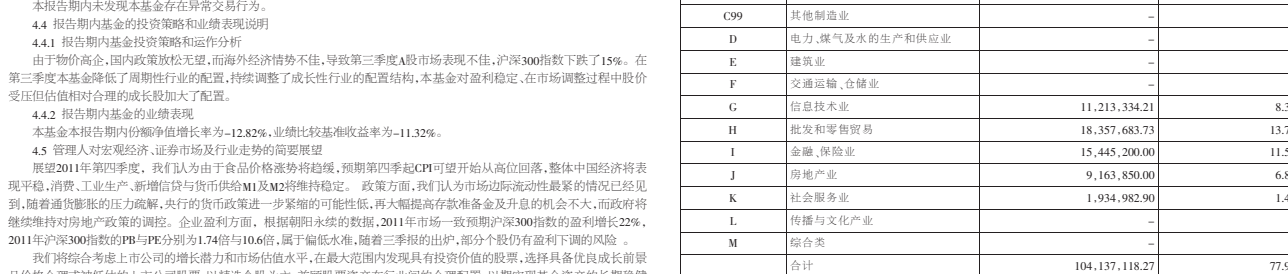 本报告期内未发现本基金存在异常交易行为。
4.4 报告期内基金的投资策略和业绩表现说明
4.4.1 报告期内基金投资策略和运作分析
由于物价高企,国内政策放松无望,而海外经济情势不佳,导致第三季度A股市场表现不佳,沪深300指数下跌了15%。在
第三季度本基金降低了周期性行业的配置,持续调整了成长性行业的配置结构,本基金对盈利稳定、在市场调整过程中股价
受压但估值相对合理的成长股加大了配置。
4.4.2 报告期内基金的业绩表现
本基金本报告期内份额净值增长率为-12.82%,业绩比较基准收益率为-11.32%。
4.5 管理人对宏观经济、证券市场及行业走势的简要展望
展望2011年第四季度, 我们认为由于食品价格涨势将趋缓,预期第四季起CPI可望开始从高位回落,整体中国经济将表
现平稳,消费、工业生产、新增信贷与货币供给M1及M2将维持稳定。 政策方面,我们认为市场边际流动性最紧的情况已经见
到,随着通货膨胀的压力疏解,央行的货币政策进一步紧缩的可能性低,再大幅提高存款准备金及升息的机会不大,而政府将
继续维持对房地产政策的调控。企业盈利方面, 根据朝阳永续的数据,2011年市场一致预期沪深300指数的盈利增长22%,
2011年沪深300指数的PB与PE分别为1.74倍与10.6倍,属于偏低水准,随着三季报的出炉,部分个股仍有盈利下调的风险 。
我们将综合考虑上市公司的增长潜力和市场估值水平,在最大范围内发现具有投资价值的股票,选择具备优良成长前景
C99 其他制造业 –
D 电力、煤气及水的生产和供应业 –
E 建筑业 –
F 交通运输、仓储业 –
G 信息技术业 11,213,334.21 8.3
H 批发和零售贸易 18,357,683.73 13.7
I 金融、保险业 15,445,200.00 11.5
J 房地产业 9,163,850.00 6.8
K 社会服务业 1,934,982.90 1.4
L 传播与文化产业 –
M 综合类 –
合计 104,137,118.27 77.9